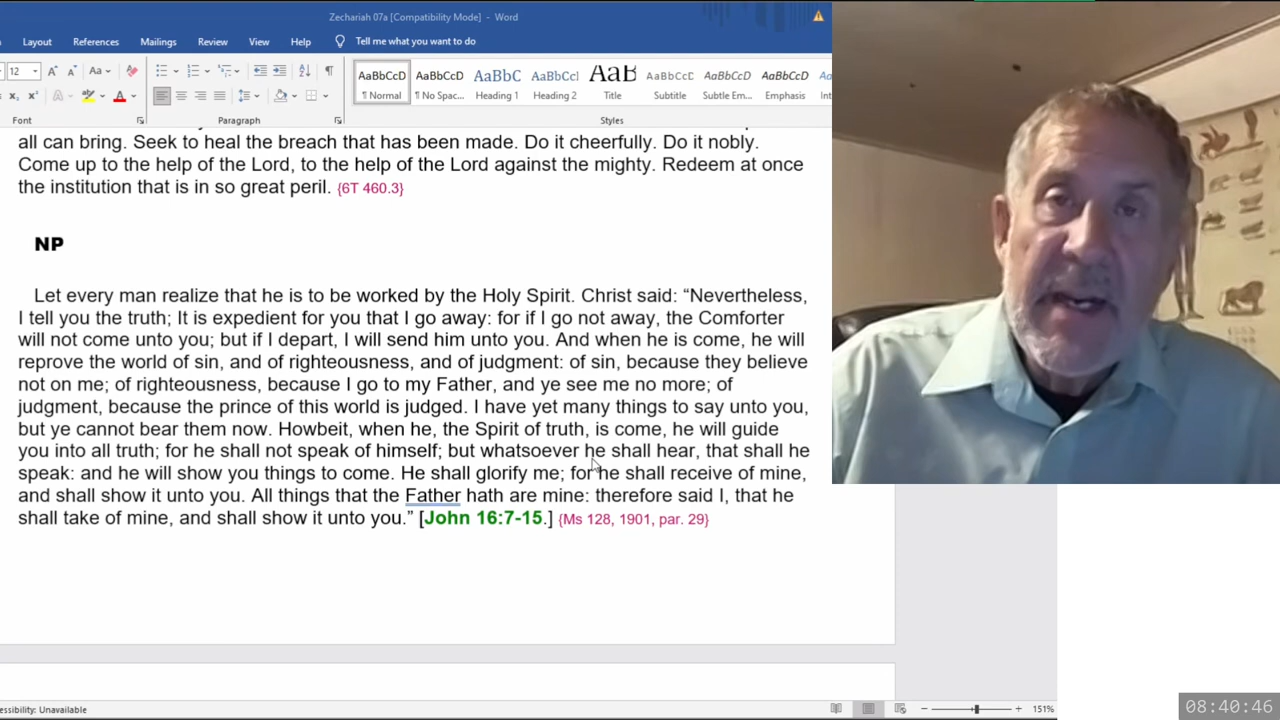 Zechariah 07a [Compatibility Mode] - Word
Layout References Mailings Review View Help Tell me what you want to do
12 A A Aa
AaBbCcD AaBbCcD AaBbC AaBbCcl AaB AaBbCcD AaBbCcD AaBbCcD
¶ Normal ¶ No Spac... Heading 1 Heading 2 Title Subtitle Subtle Em... Emphasis
Font Paragraph Styles
all can bring. Seek to heal the breach that has been made. Do it cheerfully. Do it nobly.
Come up to the help of the Lord, to the help of the Lord against the mighty. Redeem at once
the institution that is in so great peril. {6T 460.3}
NP
Let every man realize that he is to be worked by the Holy Spirit. Christ said: “Nevertheless,
I tell you the truth; It is expedient for you that I go away: for if I go not away, the Comforter
will not come unto you; but if I depart, I will send him unto you. And when he is come, he will
reprove the world of sin, and of righteousness, and of judgment: of sin, because they believe
not on me; of righteousness, because I go to my Father, and ye see me no more; of
judgment, because the prince of this world is judged. I have yet many things to say unto you,
but ye cannot bear them now. Howbeit, when he, the Spirit of truth, is come, he will guide
you into all truth; for he shall not speak of himself; but whatsoever he shall hear, that shall he
speak: and he will show you things to come. He shall glorify me; for he shall receive of mine,
and shall show it unto you. All things that the Father hath are mine: therefore said I, that he
shall take of mine, and shall show it unto you.” [John 16:7-15.] {Ms 128, 1901, par. 29}
ssibility: Unavailable
151%
08:40:46